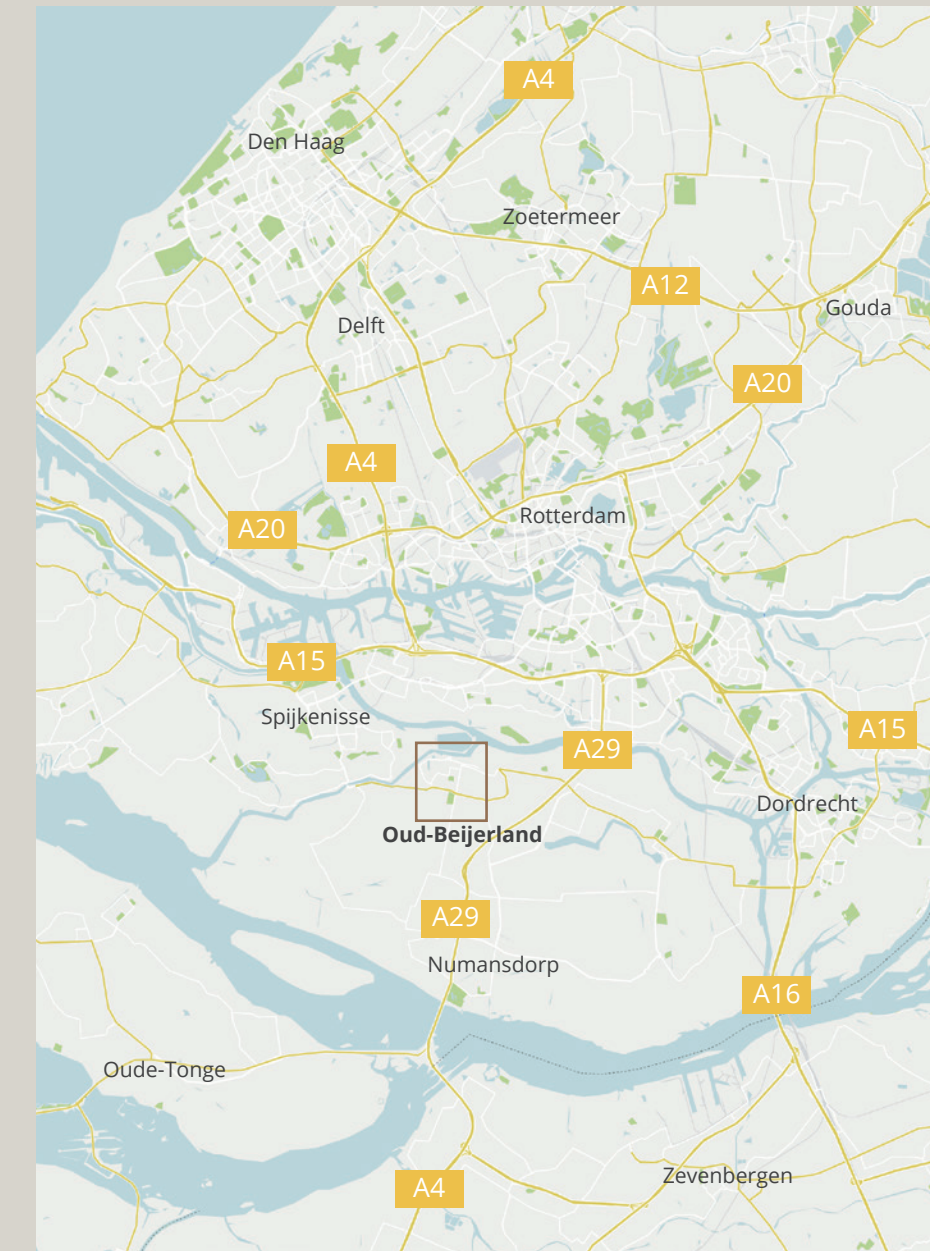 A4
Den Haag
Zoetermeer
A12
Gouda
Delft
A20
A4
Rotterdam
A20
A15
Spijkenisse
A15
A29
Dordrecht
Oud-Beijerland
A29
Numansdorp
A16
Oude-Tonge
Zevenbergen
A4